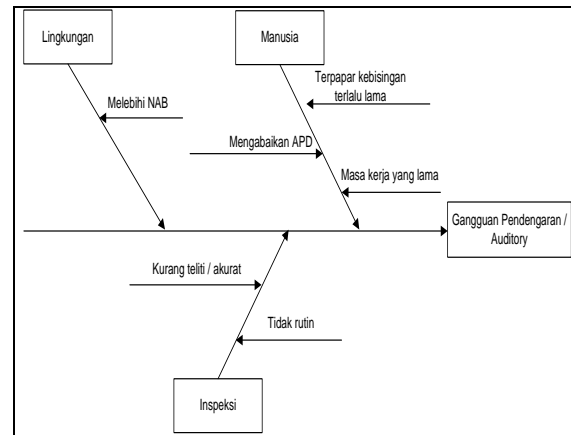 Lingkungan
Manusia
Terpapar kebisingan
terlalu lama
Melebihi NAB
Mengabaikan APD
Masa kerja yang lama
Gangguan Pendengaran /
Auditory
Kurang teliti / akurat
Tidak rutin
Inspeksi